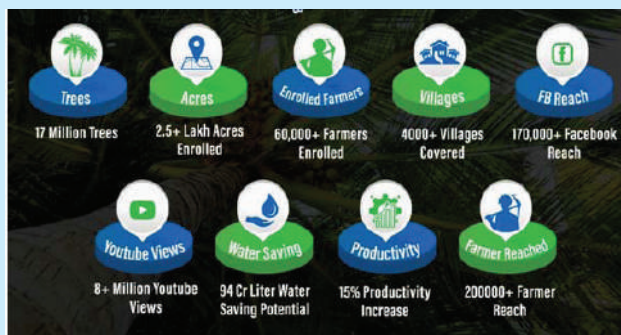 Trees
Acres
Enrolled Farmers
Villages
FB Reach
17 Million Trees
2.5+ Lakh Acres
Enrolled
60,000+ Farmers
Enrolled
4000+ Villages
Covered
170,000+ Facebook
Reach
Youtube Views
Water Saving
Productivity
Farmer Reached
8+ Million Youtube
Views
94 Cr Liter Water
Saving Potential
15% Productivity
Increase
200000+ Farmer
Reach